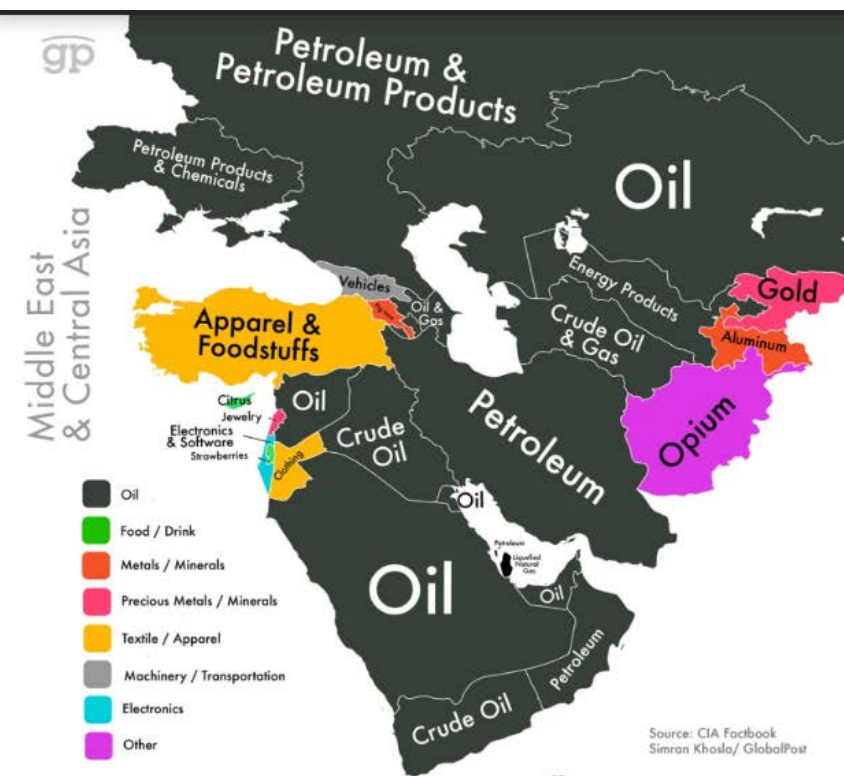 gp
Petroleum &
Petroleum Products
Petroleum Products
& Chemicals
Oil
Middle East
& Central Asia
Energy Products
Vehicles
Oil &
Gas
Crude Oil
& Gas
Gold
Aluminum
Apparel &
Foodstuffs
Citrus
Jewelry
Electronics
& Software
Strawberries
Clothing
Oil
Crude
Oil
Petroleum
Opium
Oil
Petroleum
Liquefied
Natural
Gas
Oil
Oil
Petroleum
Crude Oil
Oil
Food / Drink
Metals / Minerals
Precious Metals / Minerals
Textile / Apparel
Machinery / Transportation
Electronics
Other
Source: CIA Factbook
Simran Khosla/ GlobalPost